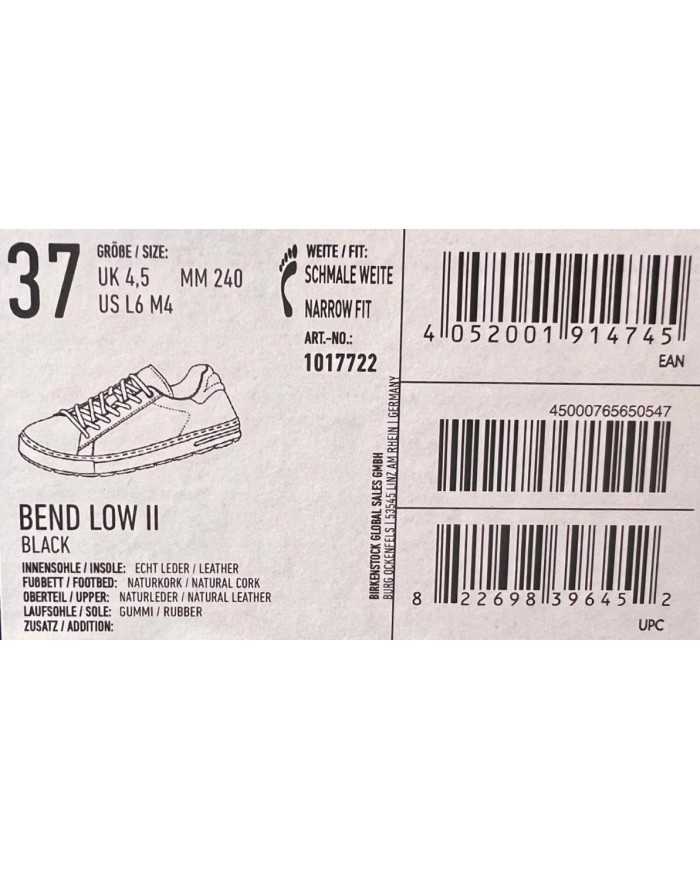 37
GRÖBE / SIZE:
UK 4,5 MM 240
US L6 M4
WEITE / FIT:
SCHMALE WEITE
NARROW FIT
ART.-NO.:
1017722
BEND LOW II
BLACK
INNENSOHLE / INSOLE: ECHT LEDER / LEATHER
FUBBETT / FOOTBED: NATURKORK / NATURAL CORK
OBERTEIL / UPPER: NATURLEDER / NATURAL LEATHER
LAUFSOHLE / SOLE: GUMMI / RUBBER
ZUSATZ / ADDITION:
BIRKENSTOCK GLOBAL SALES GMBH
BURG OCKENFELS | 53545 LINZ AM RHEIN | GERMANY
4 052001 914745
EAN
45000765650547
8 22698 39645 2
UPC